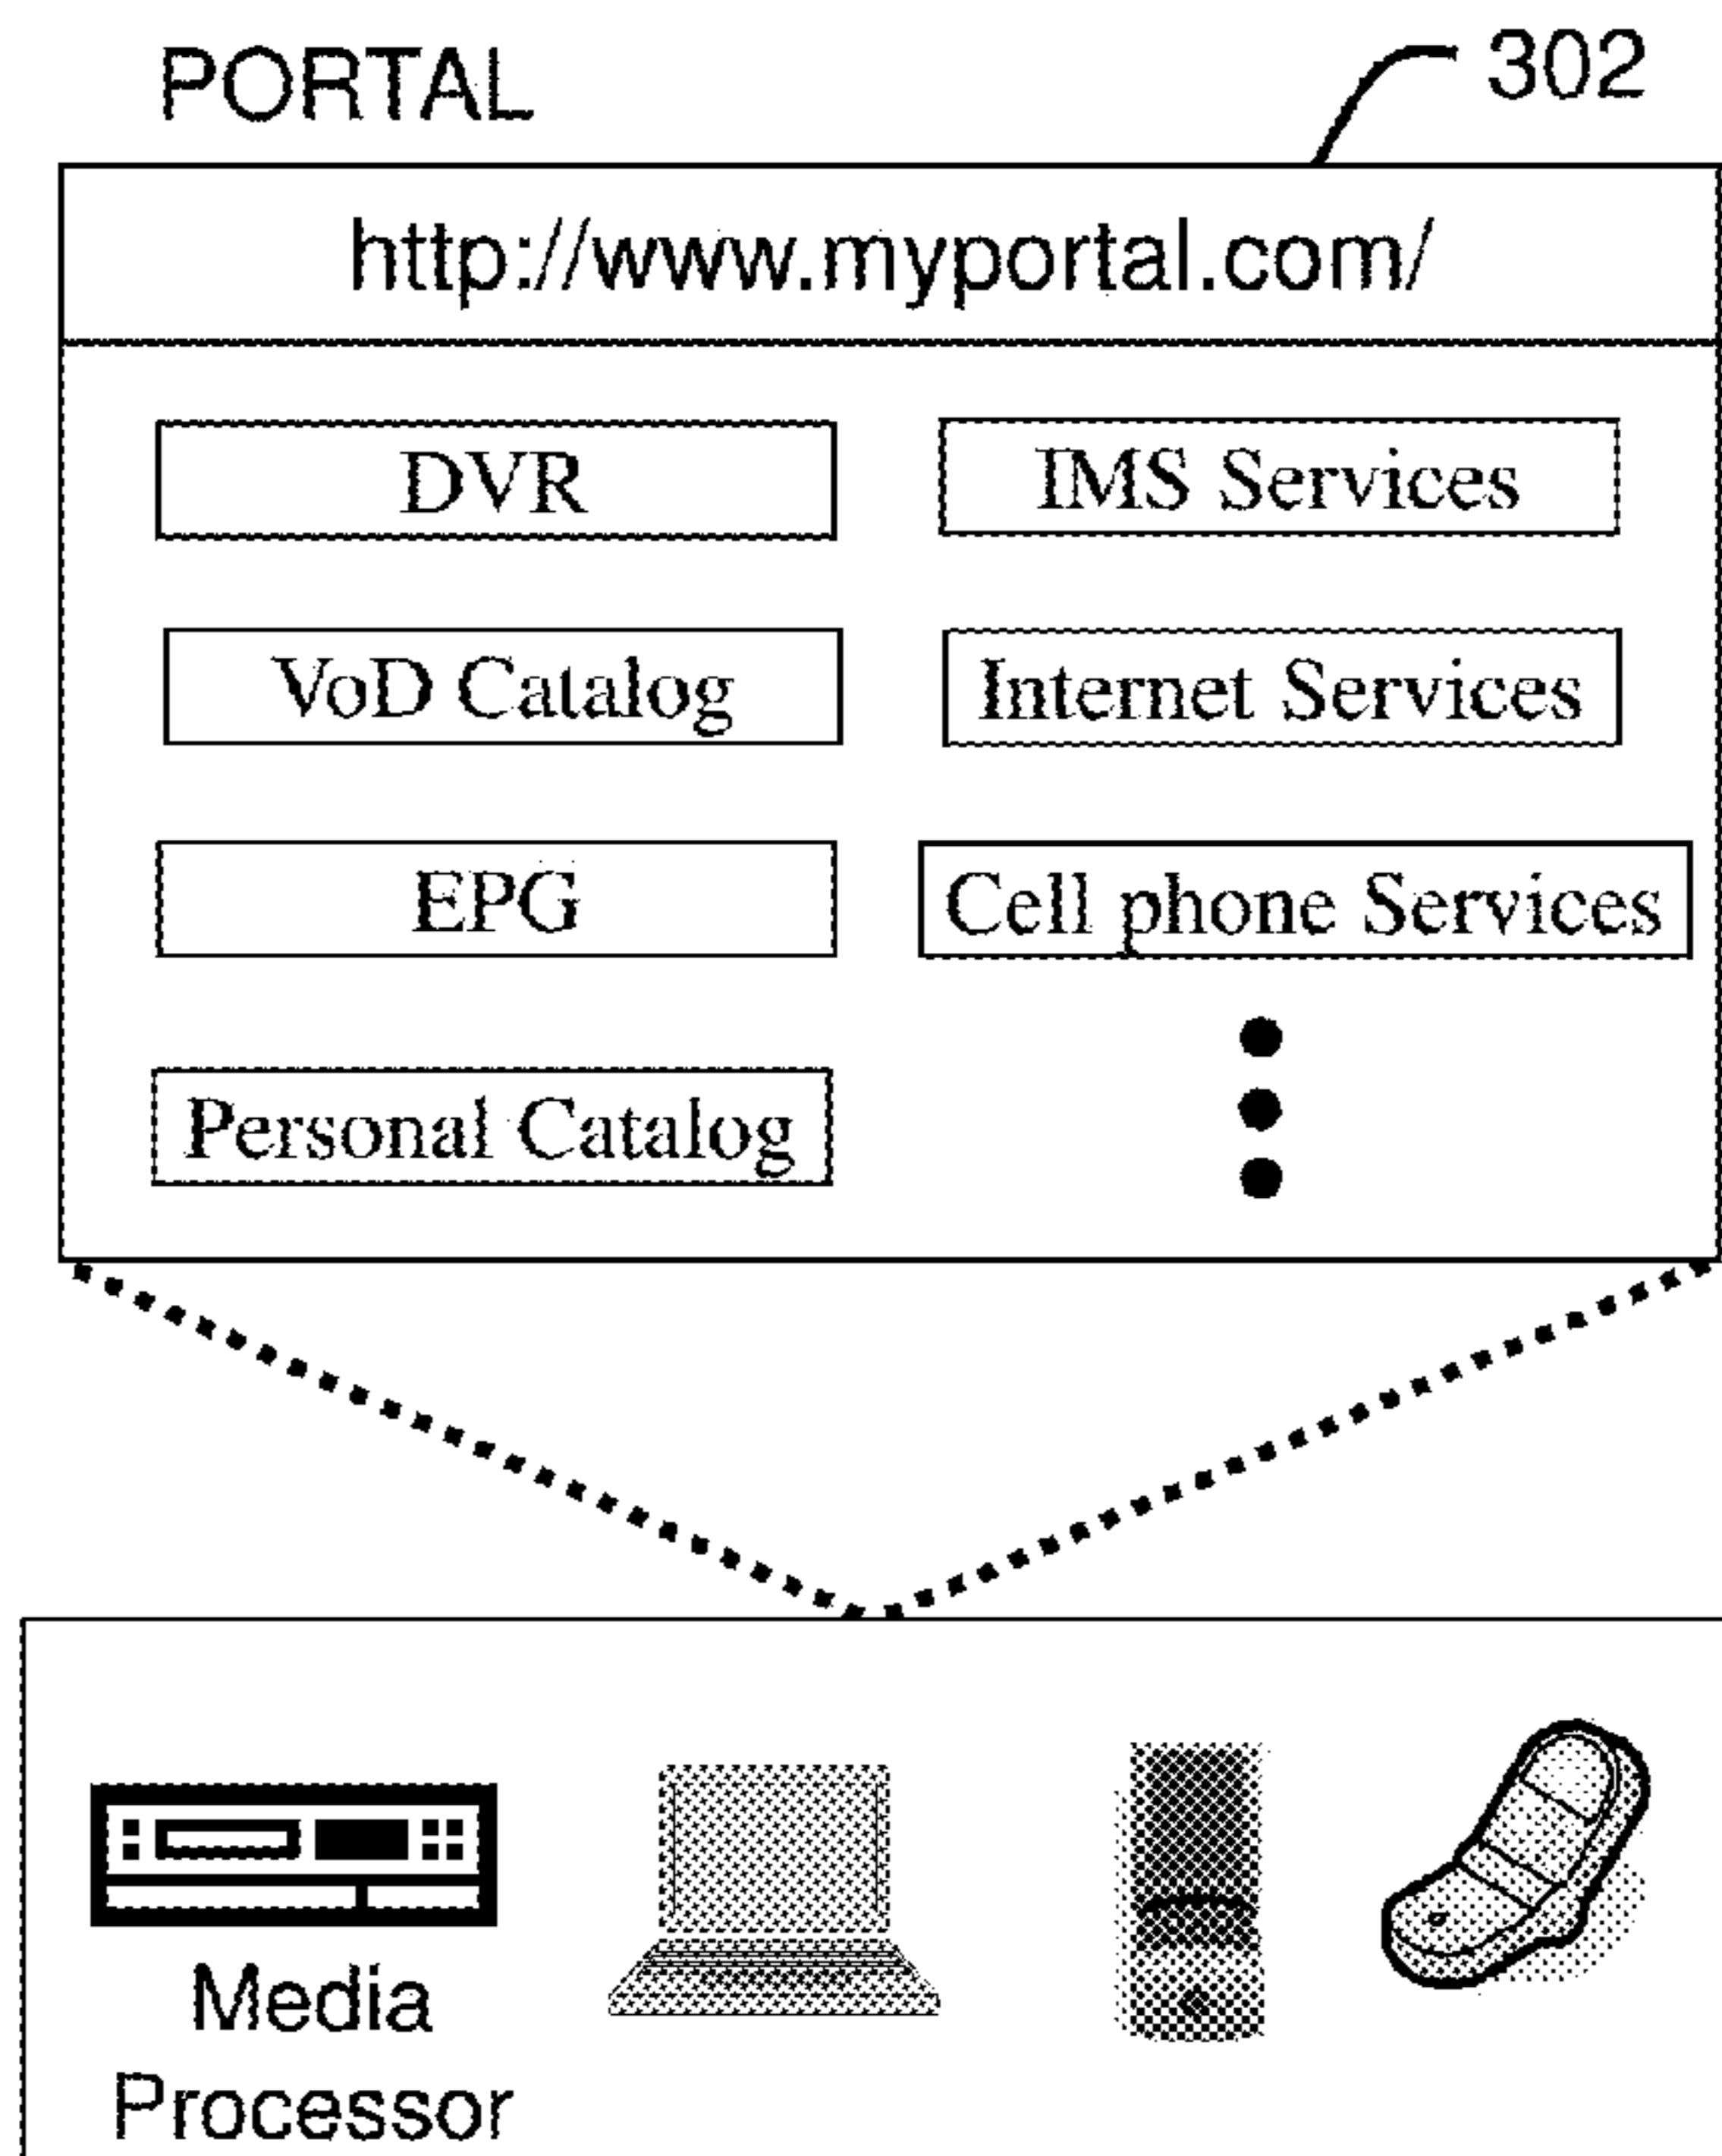 PORTAL
302
http://www.myportal.com/
DVR
IMS Services
VoD Catalog
Internet Services
EPG
Cell phone Services
Personal Catalog
Media
Processor